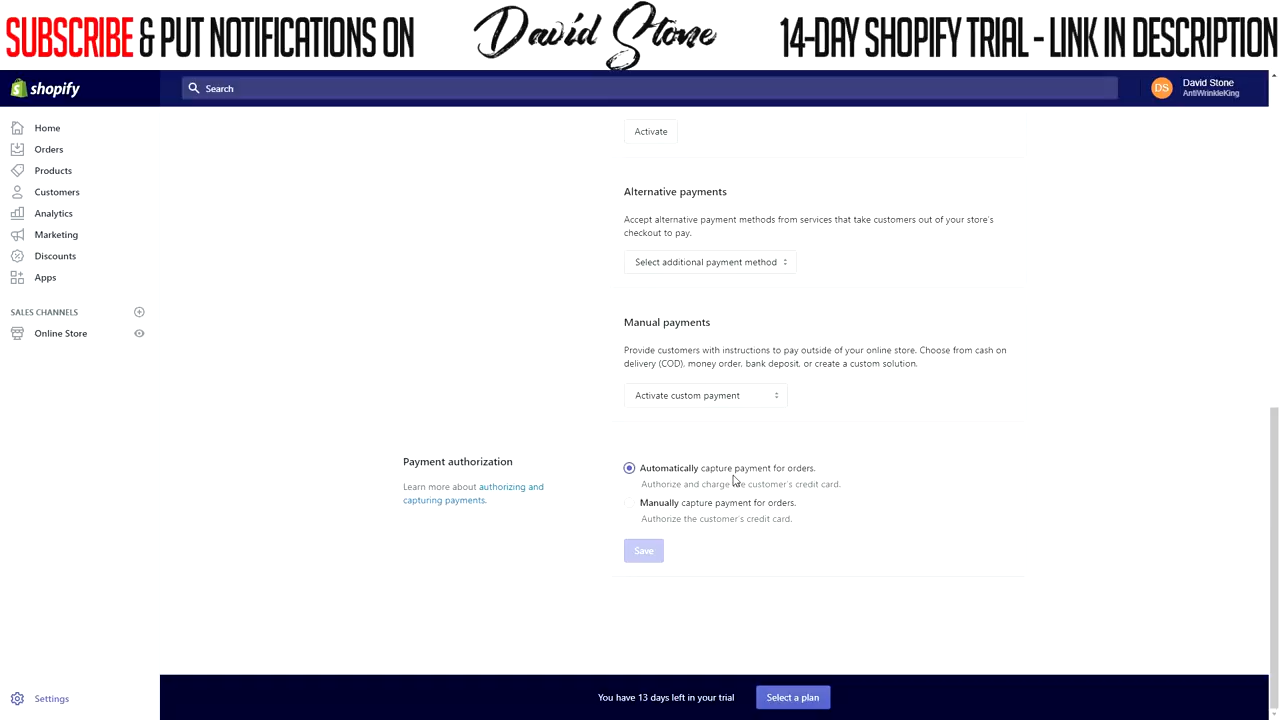 SUBSCRIBE & PUT NOTIFICATIONS ON
David Stone
14-DAY SHOPIFY TRIAL - LINK IN DESCRIPTION
shopify
Search
DS
David Stone
AntiWrinkleKing
Home
Orders
Products
Customers
Analytics
Marketing
Discounts
Apps
SALES CHANNELS
Online Store
Settings
Activate
Alternative payments
Accept alternative payment methods from services that take customers out of your store's
checkout to pay.
Select additional payment method
Manual payments
Provide customers with instructions to pay outside of your online store. Choose from cash on
delivery (COD), money order, bank deposit, or create a custom solution.
Activate custom payment
Payment authorization
Learn more about authorizing and
capturing payments.
Automatically capture payment for orders.
Authorize and charge the customer's credit card.
Manually capture payment for orders.
Authorize the customer's credit card.
Save
You have 13 days left in your trial
Select a plan